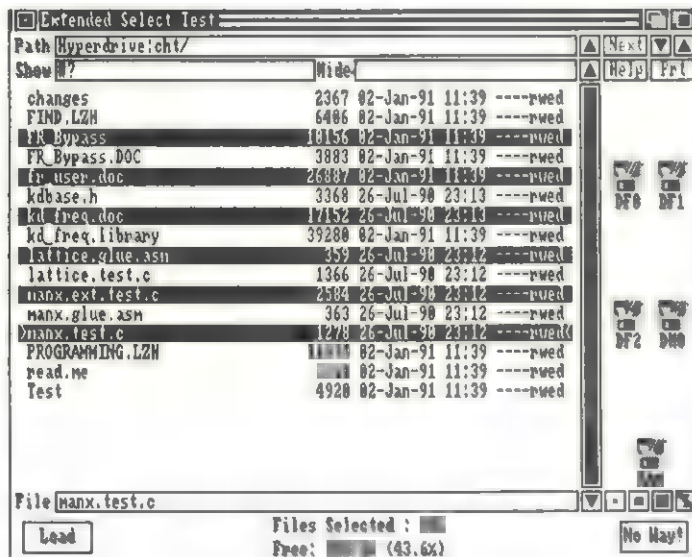 Extended Select Test
Path Hyperdrive:cht/ Next
Show #? Hide Help Prt
changes 2367 02-Jan-91 11:39 ----rwed
FIND.LZH 6406 02-Jan-91 11:39 ----rwed
FR_Bypass 10156 02-Jan-91 11:39 ----rwed
FR_Bypass.DOC 3803 02-Jan-91 11:39 ----rwed
fr_user.doc 26887 02-Jan-91 11:39 ----rwed
kdbase.h 3368 26-Jul-90 23:13 ----rwed
kd_freq.doc 17152 26-Jul-90 23:13 ----rwed
kd_freq.library 39280 02-Jan-91 11:39 ----rwed
lattice.glue.asm 359 26-Jul-90 23:12 ----rwed
lattice.test.c 1366 26-Jul-90 23:12 ----rwed
manx.ext.test.c 2584 26-Jul-90 23:12 ----rwed
manx.glue.asm 363 26-Jul-90 23:12 ----rwed
>manx.test.c 1278 26-Jul-90 23:12 ----rwed<
PROGRAMMING.LZH 02-Jan-91 11:39 ----rwed
read.me 02-Jan-91 11:39 ----rwed
Test 4920 02-Jan-91 11:39 ----rwed
DF0 DF1
DF2 DH0
File manx.test.c
Load Files Selected : No Way!
Free: (43.6%)